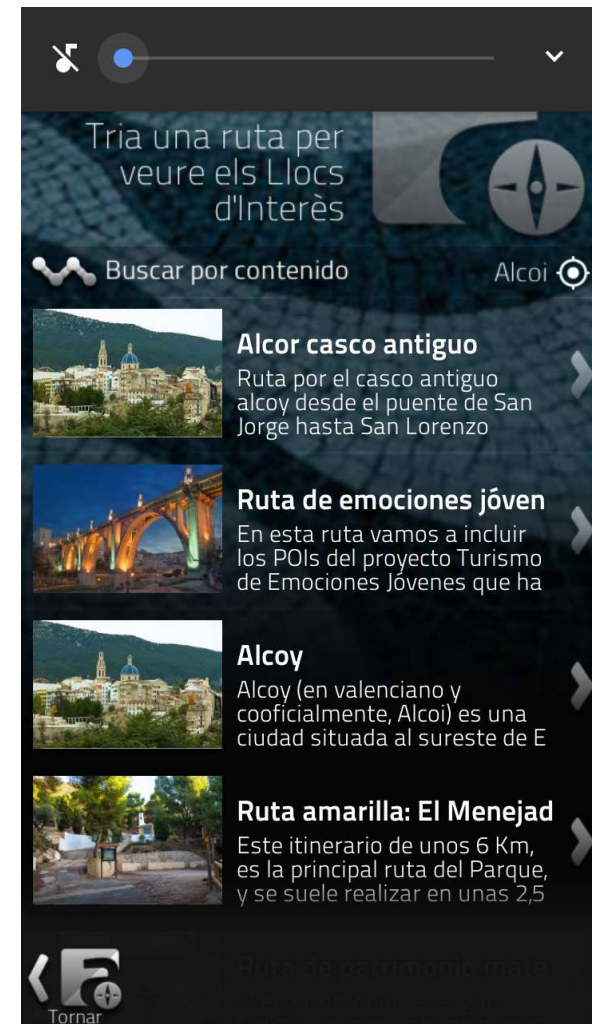 Tria una ruta per
veure els Llocs
d'Interès
Buscar por contenido
Alcoi
Alcor casco antiguo
Ruta por el casco antiguo
alcoy desde el puente de San
Jorge hasta San Lorenzo
Ruta de emociones jóven
En esta ruta vamos a incluir
los POIs del proyecto Turismo
de Emociones Jóvenes que ha
Alcoy
Alcoy (en valenciano y
cooficialmente, Alcoi) es una
ciudad situada al sureste de E
Ruta amarilla: El Menejad
Este itinerario de unos 6 Km,
es la principal ruta del Parque,
y se suele realizar en unas 2,5
Ruta de patrimonio mate
Tornar